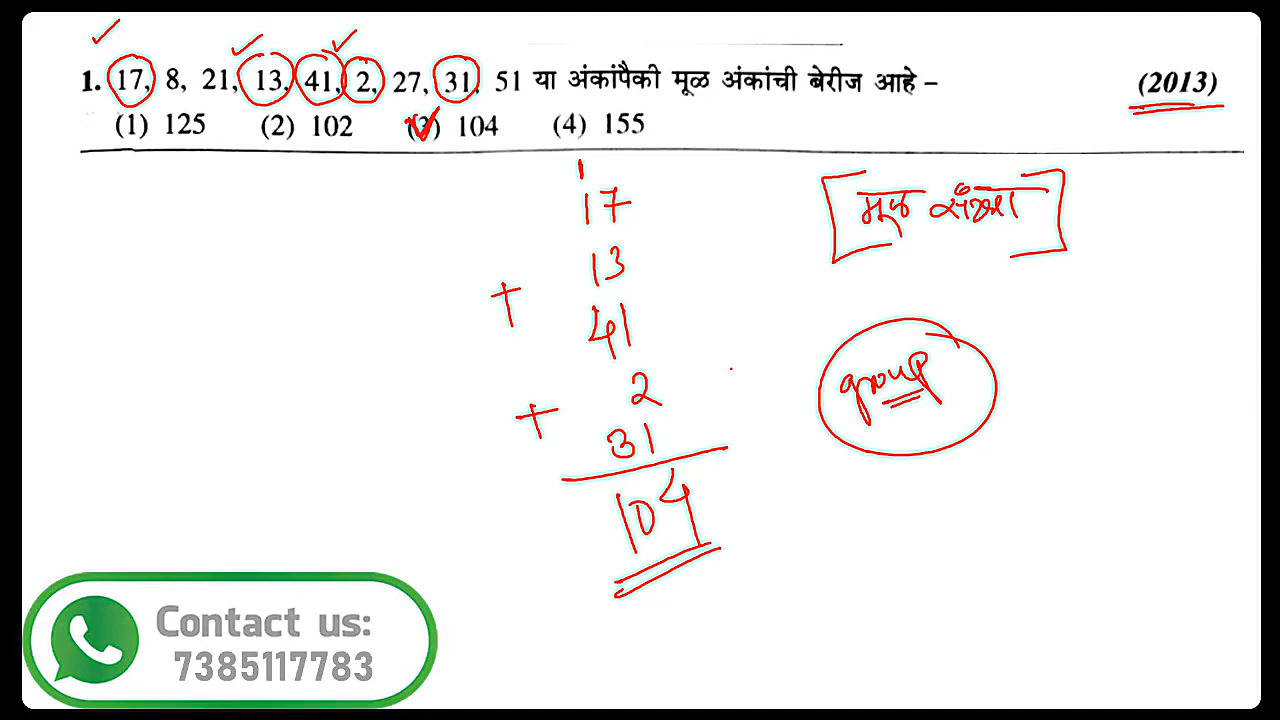 1. 17, 8, 21, 13, 41, 2, 27, 31, 51 या अंकांपैकी मूळ अंकांची बेरीज आहे – (2013)
(1) 125 (2) 102 (3) 104 (4) 155
17
13
+
41
2
+
31
104
मूळ संख्या
group
Contact us:
7385117783